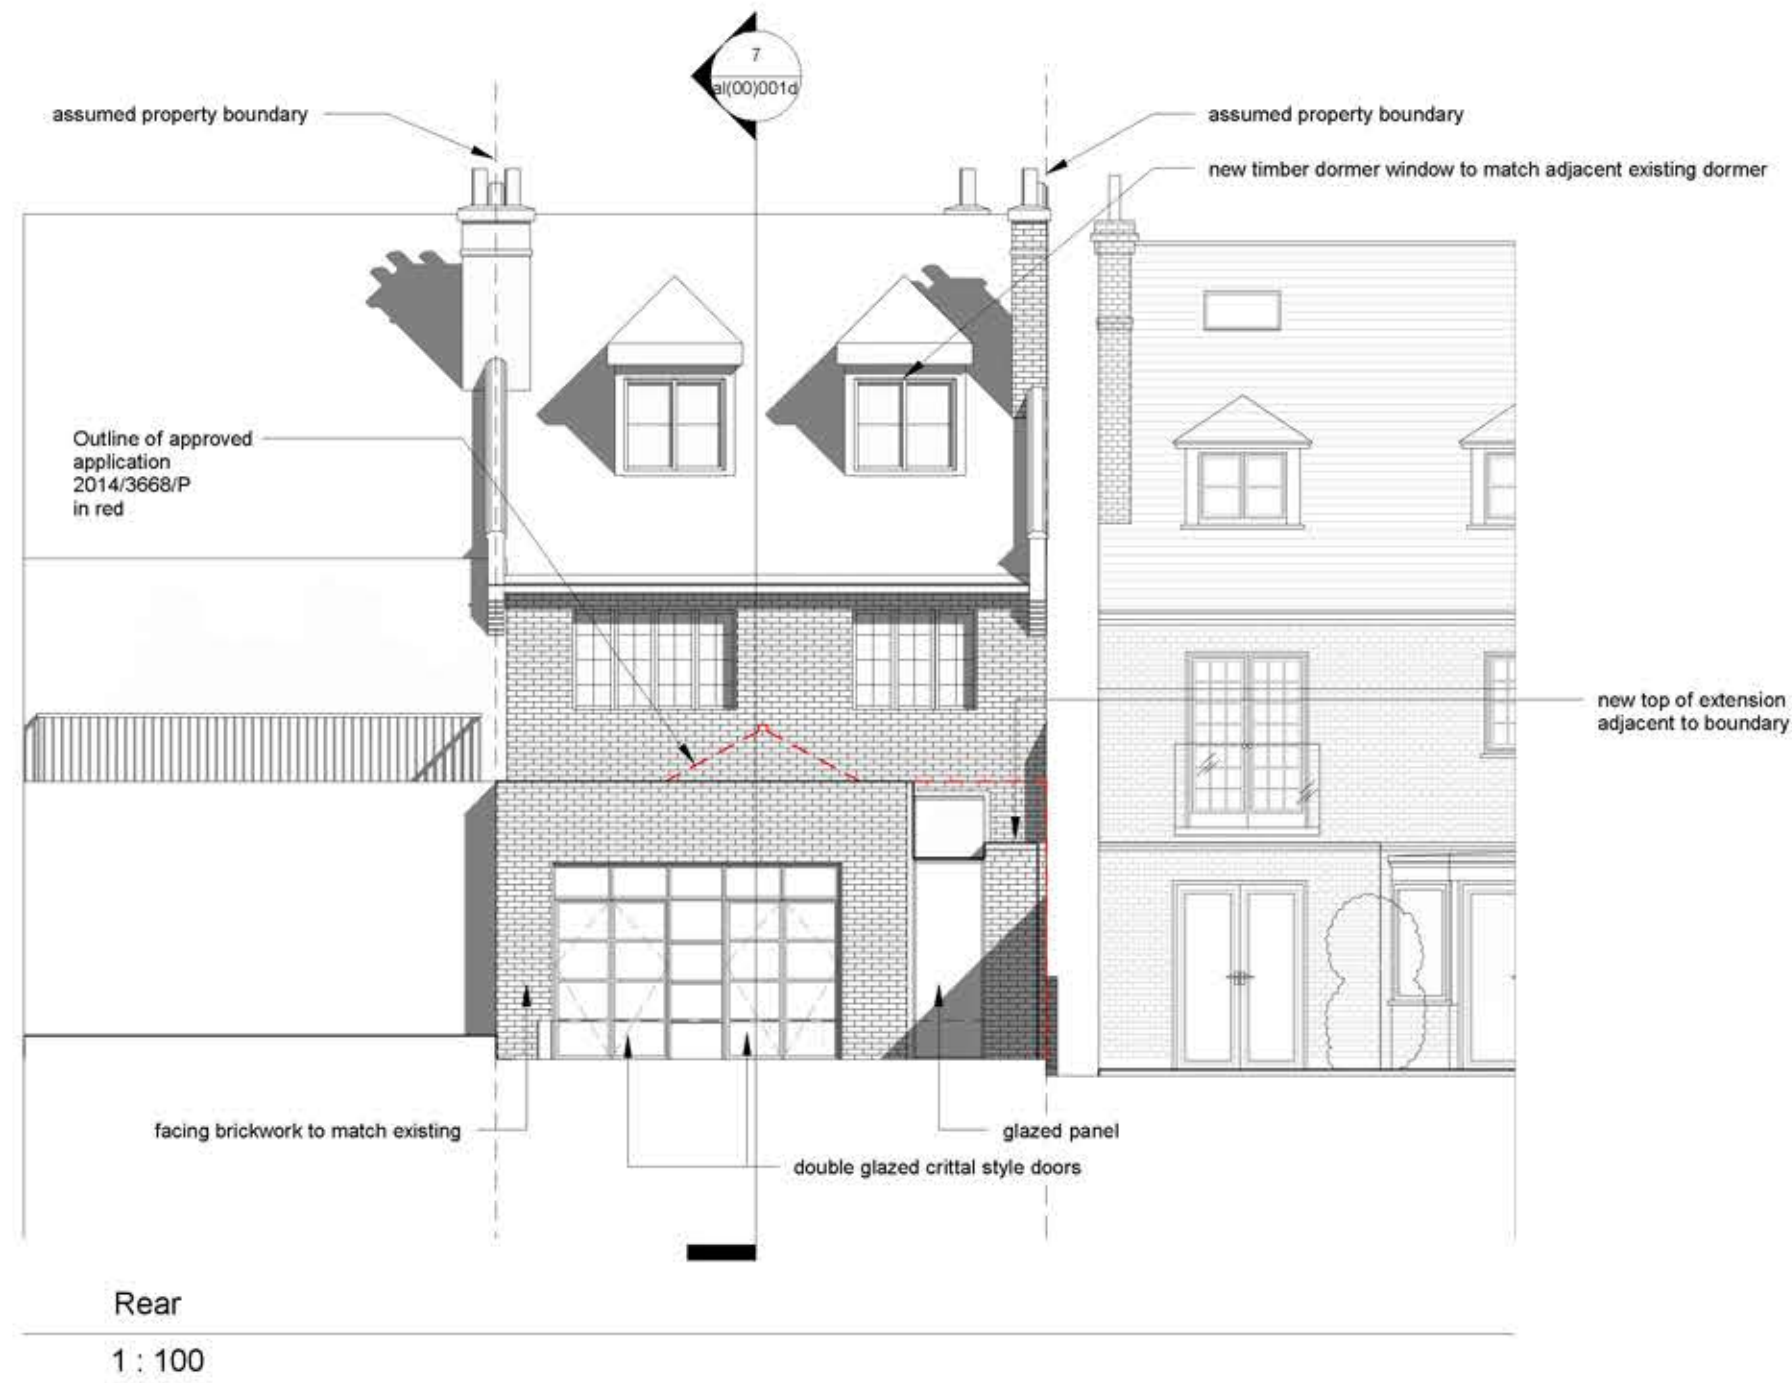 7
al(00)001d
assumed property boundary
assumed property boundary
new timber dormer window to match adjacent existing dormer
Outline of approved
application
2014/3668/P
in red
new top of extension
adjacent to boundary
facing brickwork to match existing
glazed panel
double glazed crittal style doors
Rear
1 : 100